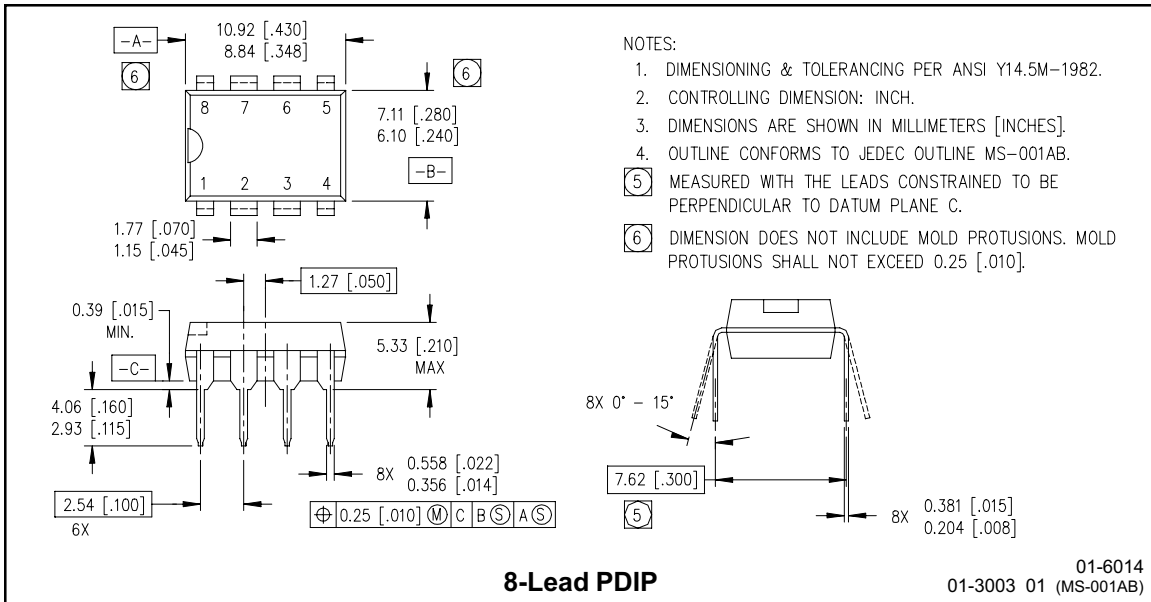 -A-
10.92 [.430]
8.84 [.348]
6
6
8 7 6 5
1 2 3 4
7.11 [.280]
6.10 [.240]
-B-
1.77 [.070]
1.15 [.045]
1.27 [.050]
0.39 [.015]
MIN.
-C-
5.33 [.210]
MAX
4.06 [.160]
2.93 [.115]
8X 0.558 [.022]
0.356 [.014]
2.54 [.100]
6X
⌖ 0.25 [.010] Ⓜ C B Ⓢ A Ⓢ
NOTES:
1. DIMENSIONING & TOLERANCING PER ANSI Y14.5M-1982.
2. CONTROLLING DIMENSION: INCH.
3. DIMENSIONS ARE SHOWN IN MILLIMETERS [INCHES].
4. OUTLINE CONFORMS TO JEDEC OUTLINE MS-001AB.
5 MEASURED WITH THE LEADS CONSTRAINED TO BE
PERPENDICULAR TO DATUM PLANE C.
6 DIMENSION DOES NOT INCLUDE MOLD PROTUSIONS. MOLD
PROTUSIONS SHALL NOT EXCEED 0.25 [.010].
8X 0° - 15°
7.62 [.300]
5
8X 0.381 [.015]
0.204 [.008]
8-Lead PDIP
01-6014
01-3003 01 (MS-001AB)